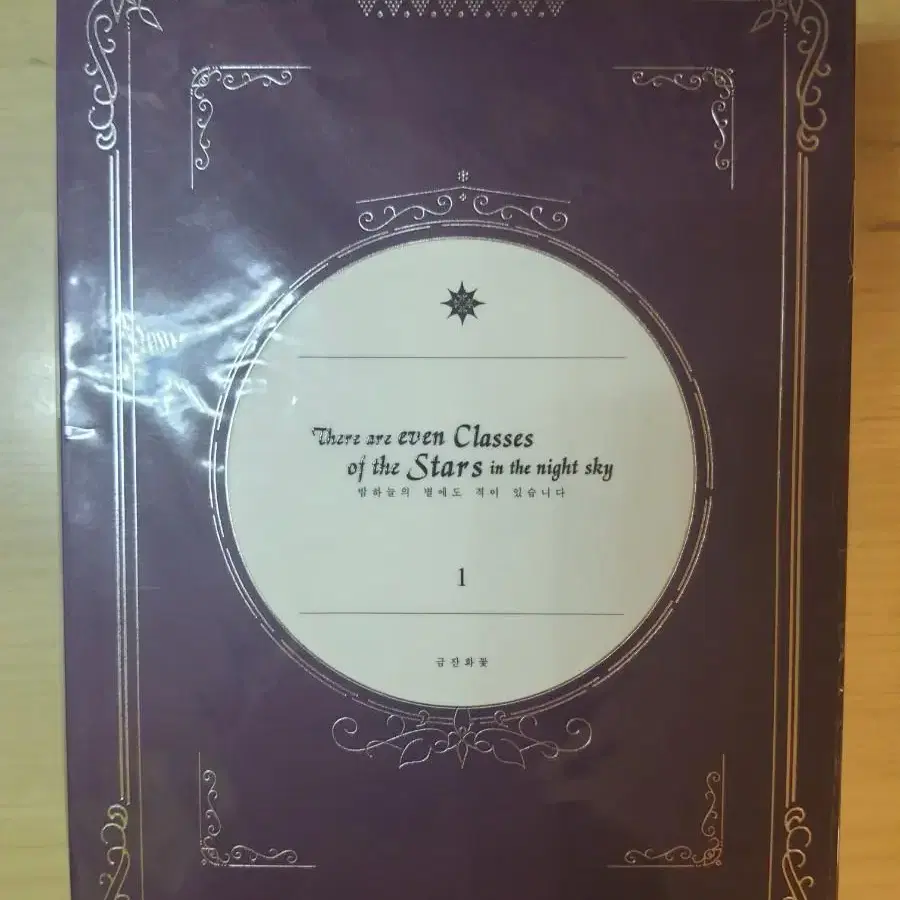 There are even Classes
of the Stars in the night sky
밤하늘의 별에도 적이 있습니다
1
금잔화꽃